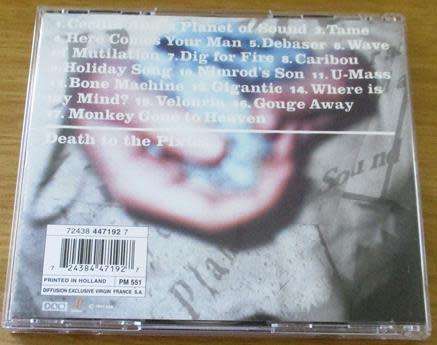 1. Cecilia Ann 2. Planet of Sound 3. Tame
4. Here Comes Your Man 5. Debaser 6. Wave
of Mutilation 7. Dig for Fire 8. Caribou
9. Holiday Song 10. Nimrod's Son 11. U-Mass
12. Bone Machine 13. Gigantic 14. Where is
my Mind? 15. Velouria 16. Gouge Away
17. Monkey Gone to Heaven
Death to the Pixies
Sound
Plan
72438 447192 7
7 24384 47192 7
PRINTED IN HOLLAND PM 551
DIFFUSION EXCLUSIVE VIRGIN FRANCE S.A.